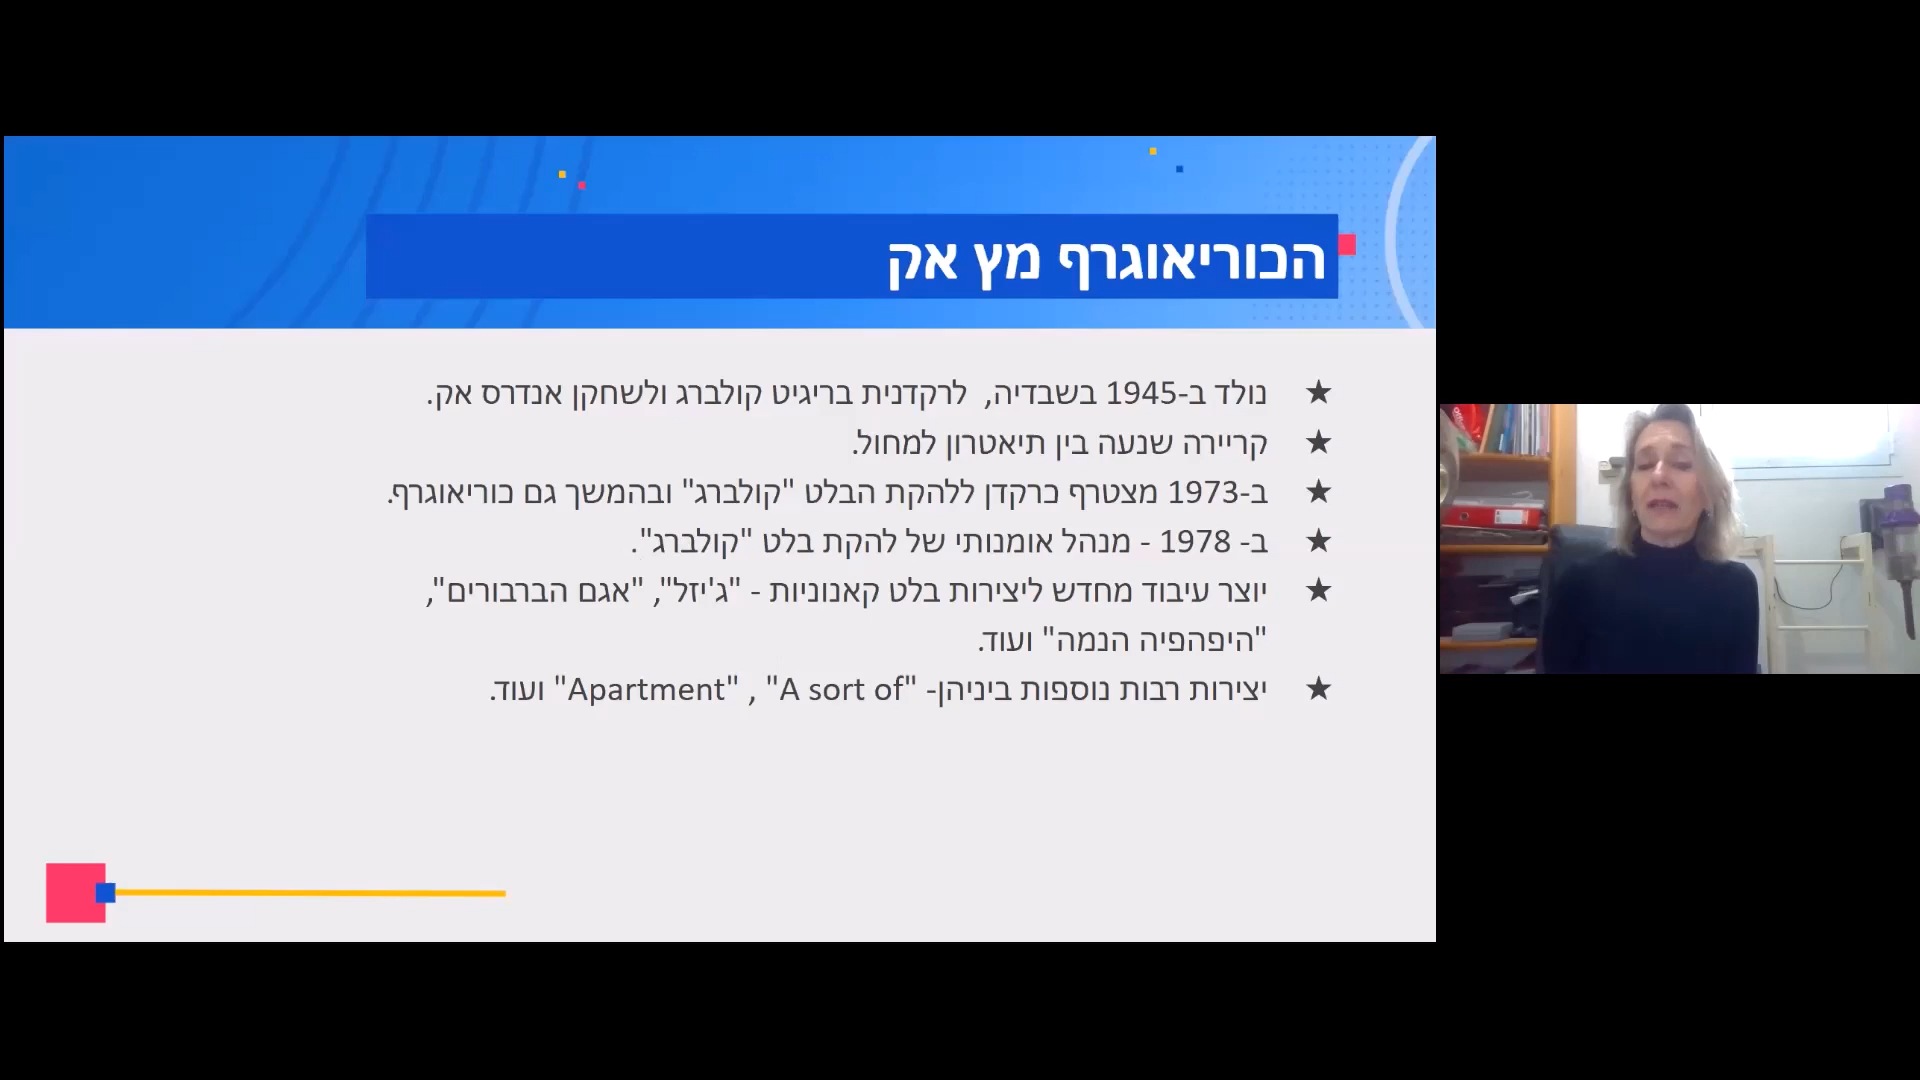 הכוריאוגרף מץ אק
★ נולד ב-1945 בשבדיה, לרקדנית בריגיט קולברג ולשחקן אנדרס אק.
★ קריירה שנעה בין תיאטרון למחול.
★ ב-1973 מצטרף כרקדן ללהקת הבלט "קולברג" ובהמשך גם כוריאוגרף.
★ ב- 1978 - מנהל אומנותי של להקת בלט "קולברג".
★ יוצר עיבוד מחדש ליצירות בלט קאנוניות - "ג'יזל", "אגם הברבורים",
"היפהפיה הנמה" ועוד.
★ יצירות רבות נוספות ביניהן- "A sort of" , "Apartment" ועוד.